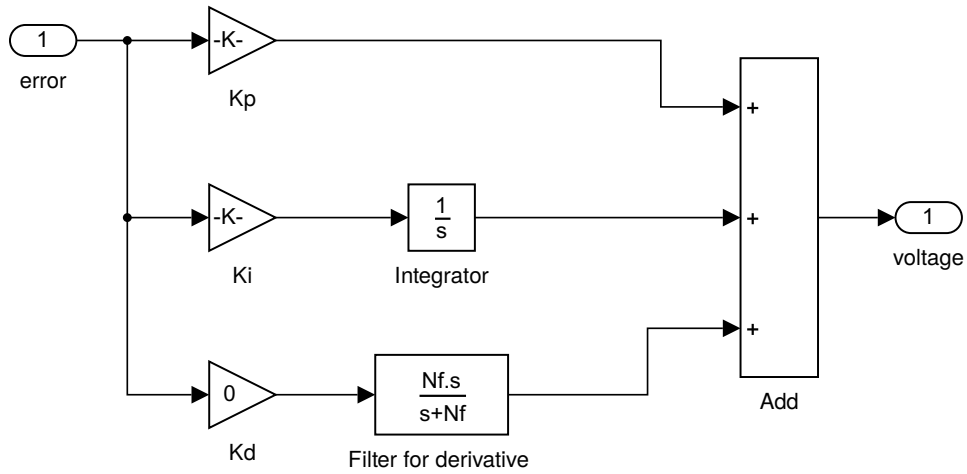 1
error
-K-
Kp
+
-K-
Ki
1
s
Integrator
+
1
voltage
0
Kd
Nf.s
s+Nf
Filter for derivative
+
Add